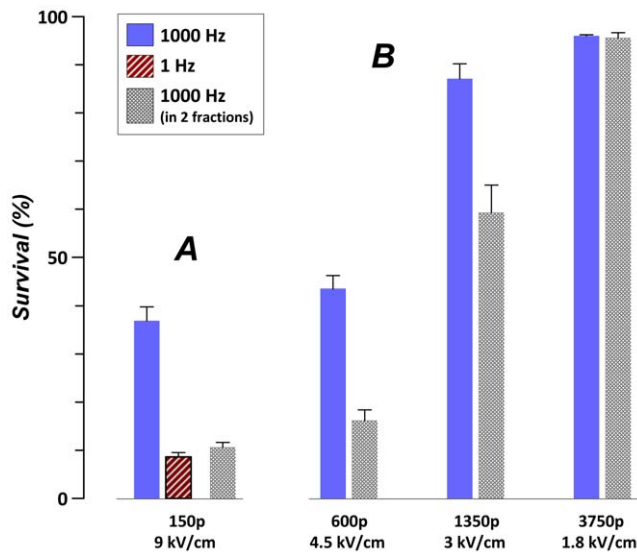 100
1000 Hz
1 Hz
1000 Hz
(in 2 fractions)
B
Survival (%)
50
A
0
150p
9 kV/cm
600p
4.5 kV/cm
1350p
3 kV/cm
3750p
1.8 kV/cm